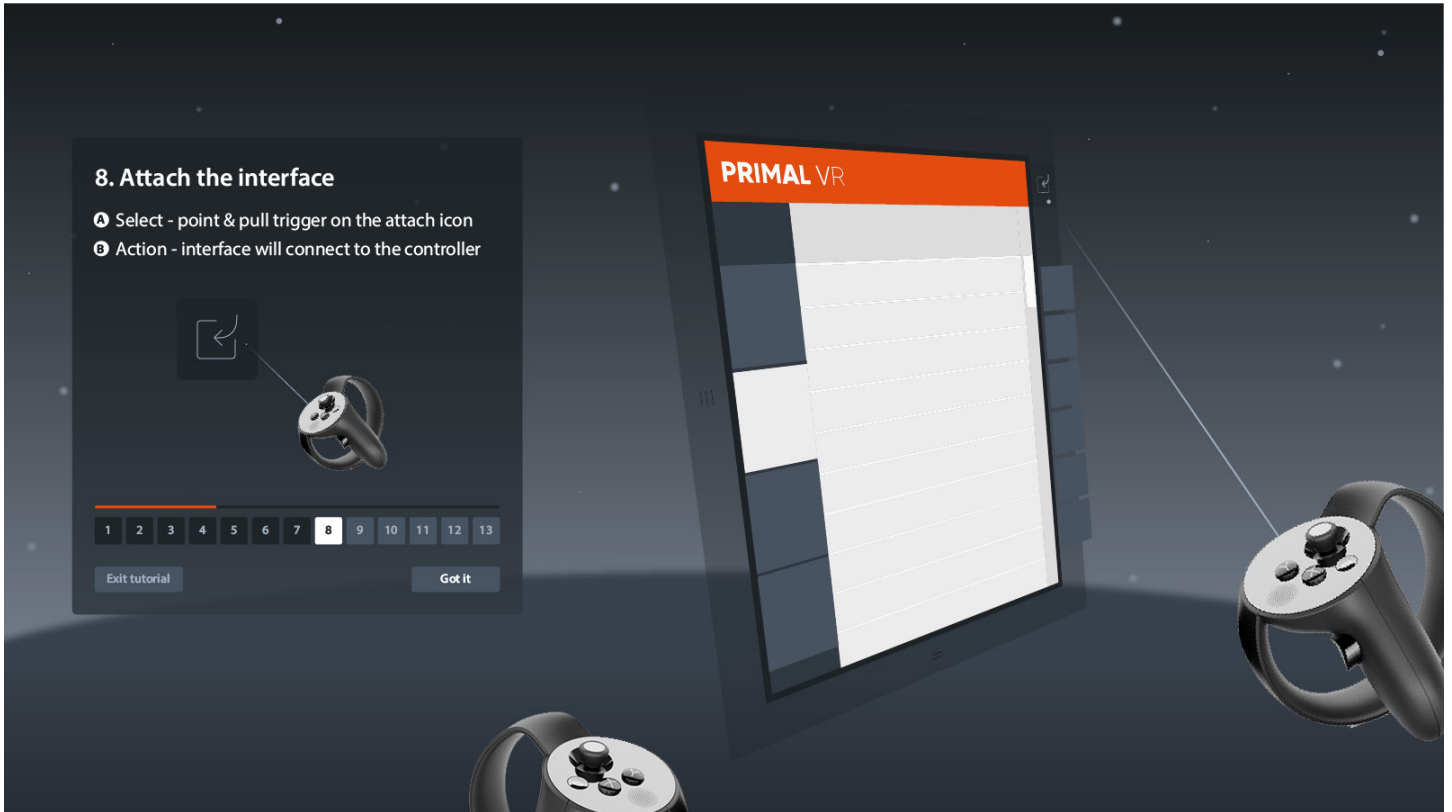 8. Attach the interface
A Select - point & pull trigger on the attach icon
B Action - interface will connect to the controller
1 2 3 4 5 6 7 8 9 10 11 12 13
Exit tutorial
Got it
PRIMAL VR